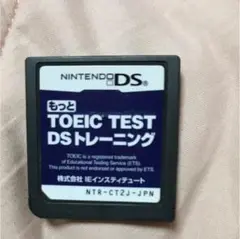 NINTENDO DS
もっと
TOEIC TEST
DSトレーニング
TOEIC is a registered trademark
of Educational Testing Service (ETS).
This product is not endorsed or approved by ETS.
株式会社 IEインスティテュート
NTR-CT2J-JPN